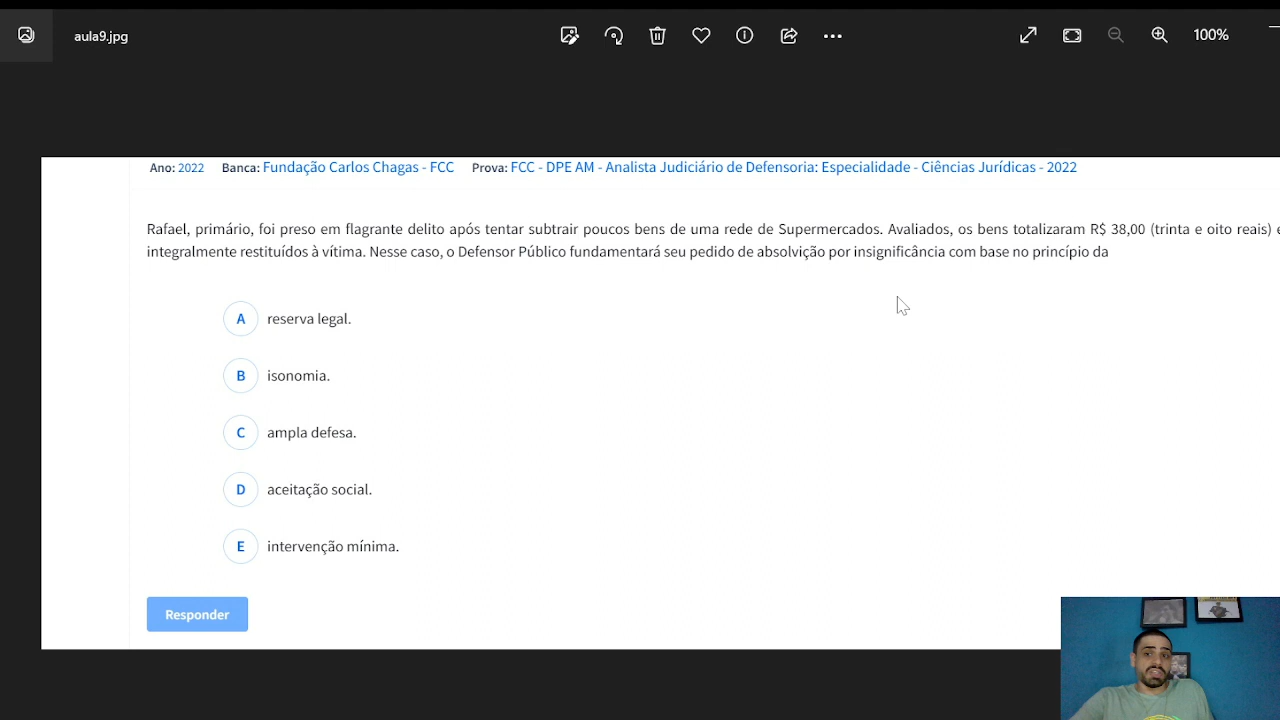 aula9.jpg
100%
Ano: 2022 Banca: Fundação Carlos Chagas - FCC Prova: FCC - DPE AM - Analista Judiciário de Defensoria: Especialidade - Ciências Jurídicas - 2022
Rafael, primário, foi preso em flagrante delito após tentar subtrair poucos bens de uma rede de Supermercados. Avaliados, os bens totalizaram R$ 38,00 (trinta e oito reais)
integralmente restituídos à vítima. Nesse caso, o Defensor Público fundamentará seu pedido de absolvição por insignificância com base no princípio da
A reserva legal.
B isonomia.
C ampla defesa.
D aceitação social.
E intervenção mínima.
Responder